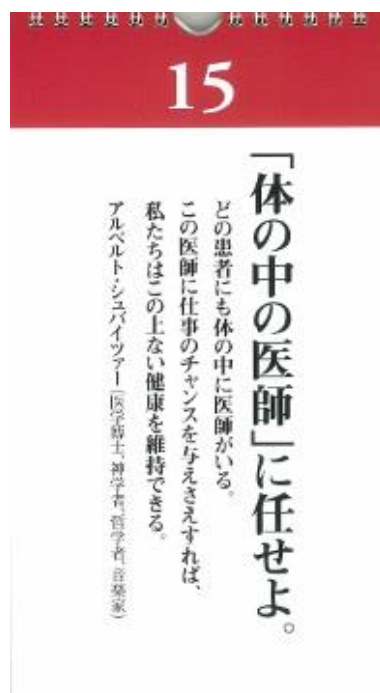 15
「体の中の医師」に任せよ。
どの患者にも体の中に医師がいる。
この医師に仕事のチャンスを与えさえすれば、
私たちはこの上ない健康を維持できる。
アルベルト・シュバイツァー（医学博士、神学者、哲学者、音楽家）